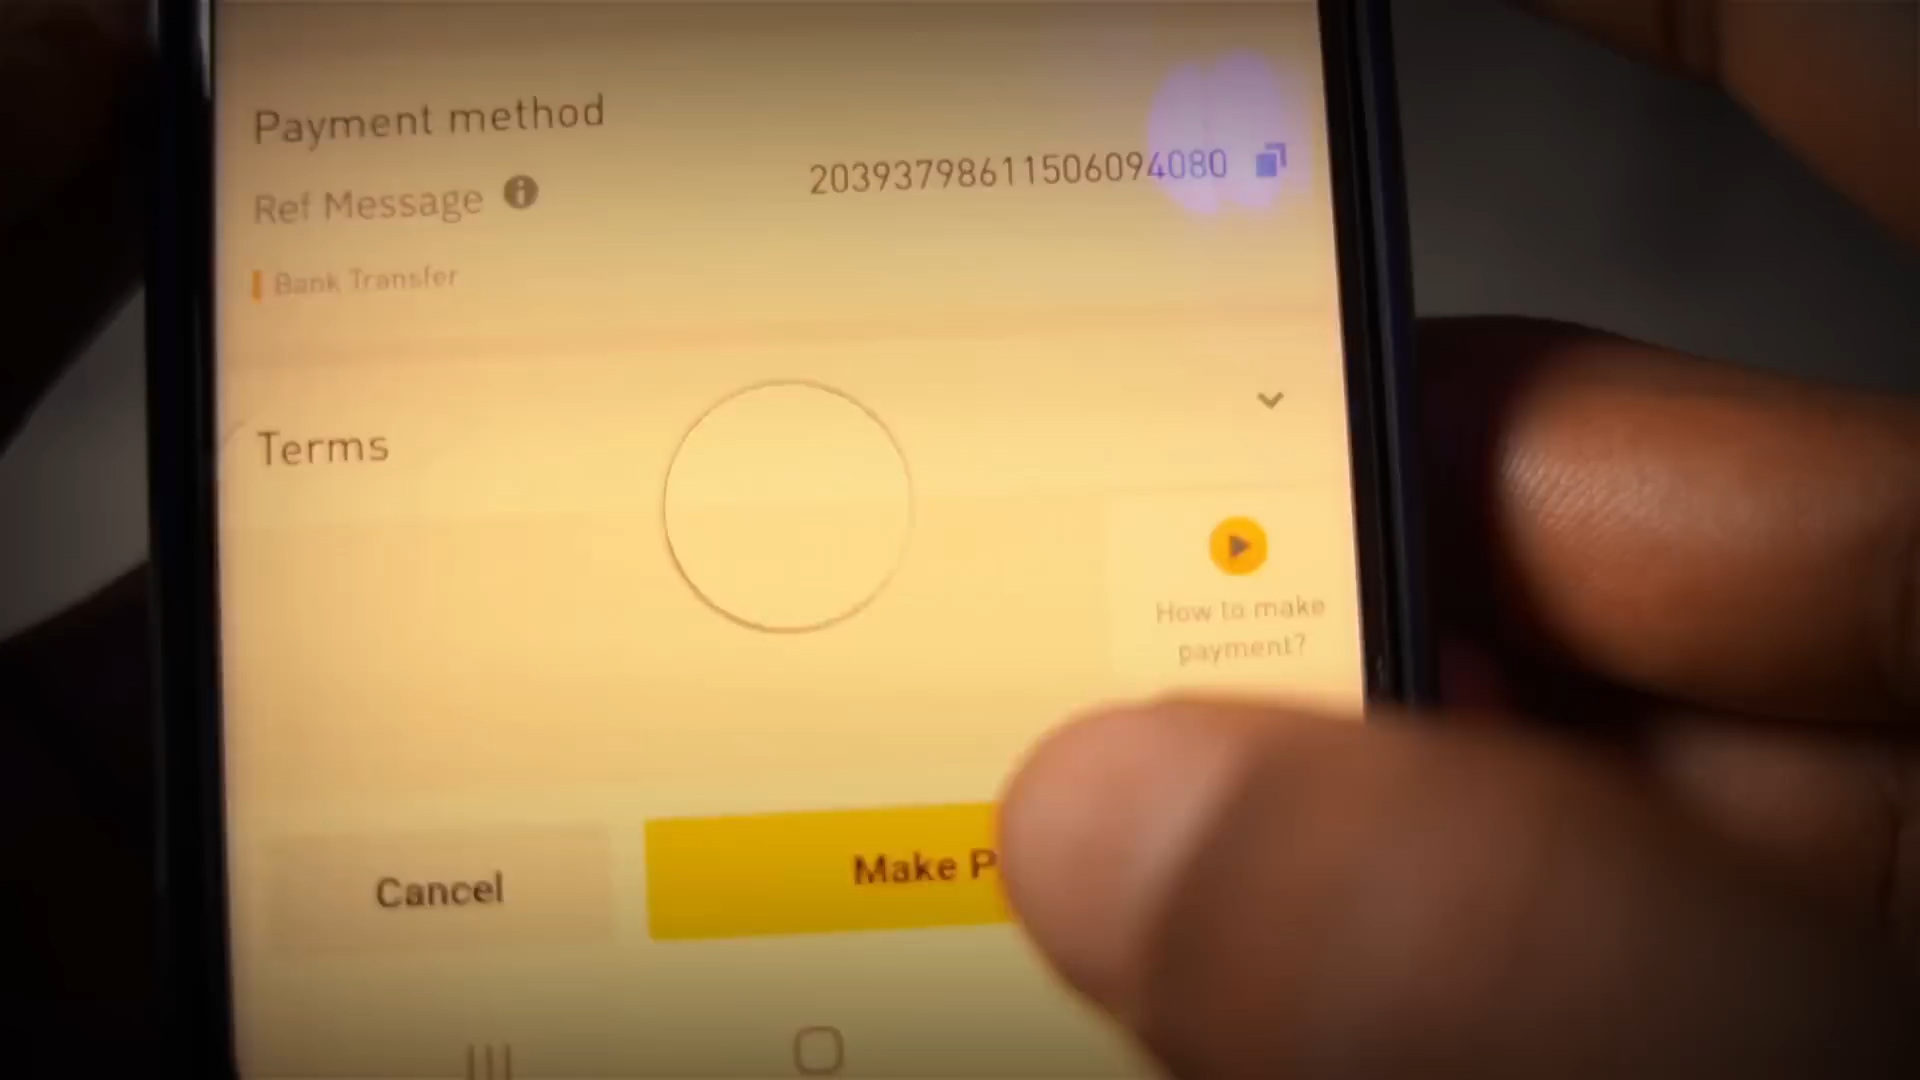 Payment method
Ref Message
20393798611506094080
Bank Transfer
Terms
How to make
payment?
Cancel
Make P